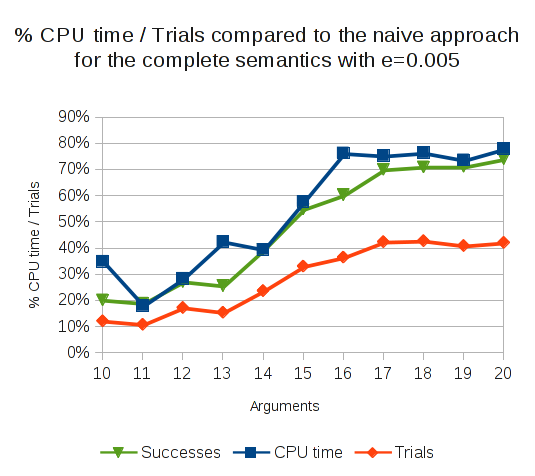 % CPU time / Trials compared to the naive approach
for the complete semantics with e=0.005
90%
80%
70%
60%
50%
40%
30%
20%
10%
0%
% CPU time / Trials
10 11 12 13 14 15 16 17 18 19 20
Arguments
Successes CPU time Trials